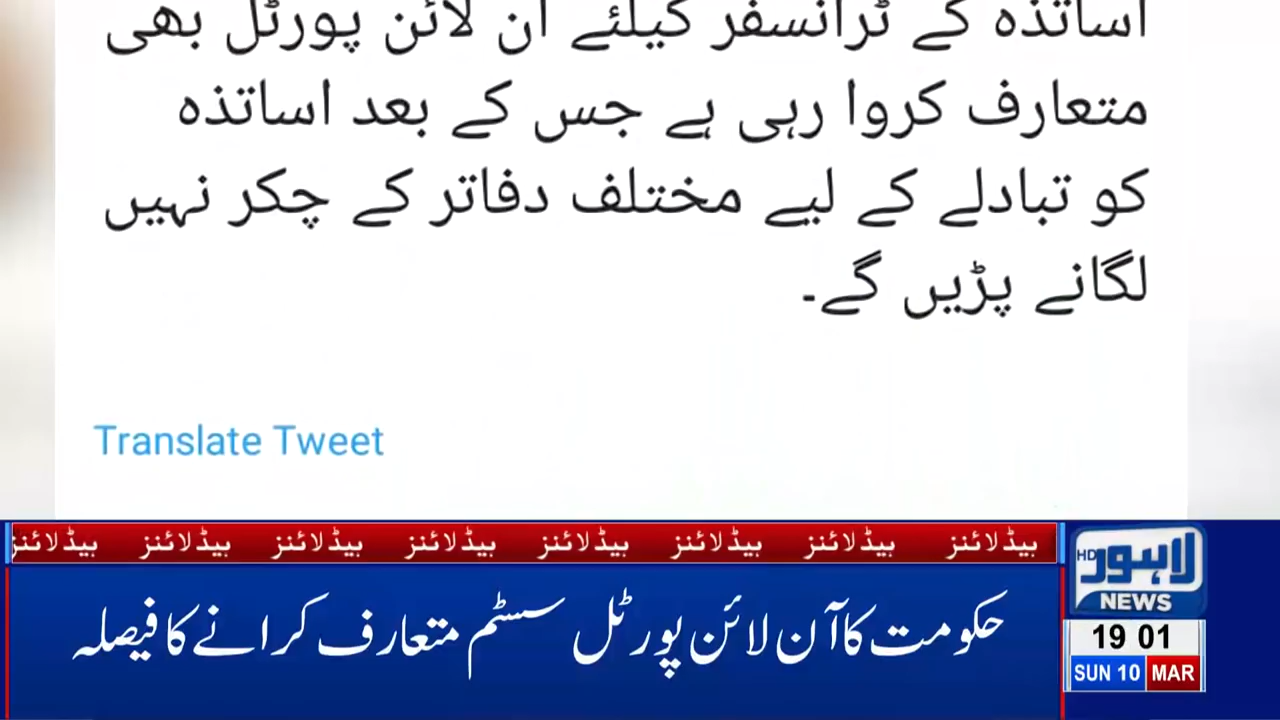 اساتذہ کے ٹرانسفر کیلئے ان لائن پورٹل بھی
متعارف کروا رہی ہے جس کے بعد اساتذہ
کو تبادلے کے لیے مختلف دفاتر کے چکر نہیں
لگانے پڑیں گے۔
Translate Tweet
ہیڈلائنز ہیڈلائنز ہیڈلائنز ہیڈلائنز ہیڈلائنز ہیڈلائنز ہیڈلائنز ہیڈلائنز
حکومت کا آن لائن پورٹل سسٹم متعارف کرانے کا فیصلہ
لاہور HD
NEWS
19 01
SUN 10 MAR